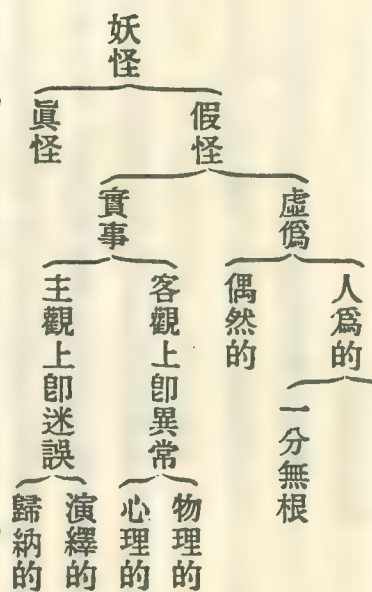 妖怪
假怪
眞怪
虛僞
實事
人爲的
偶然的
客觀上卽異常
主觀上卽迷誤
一分無根
物理的
心理的
演繹的
歸納的